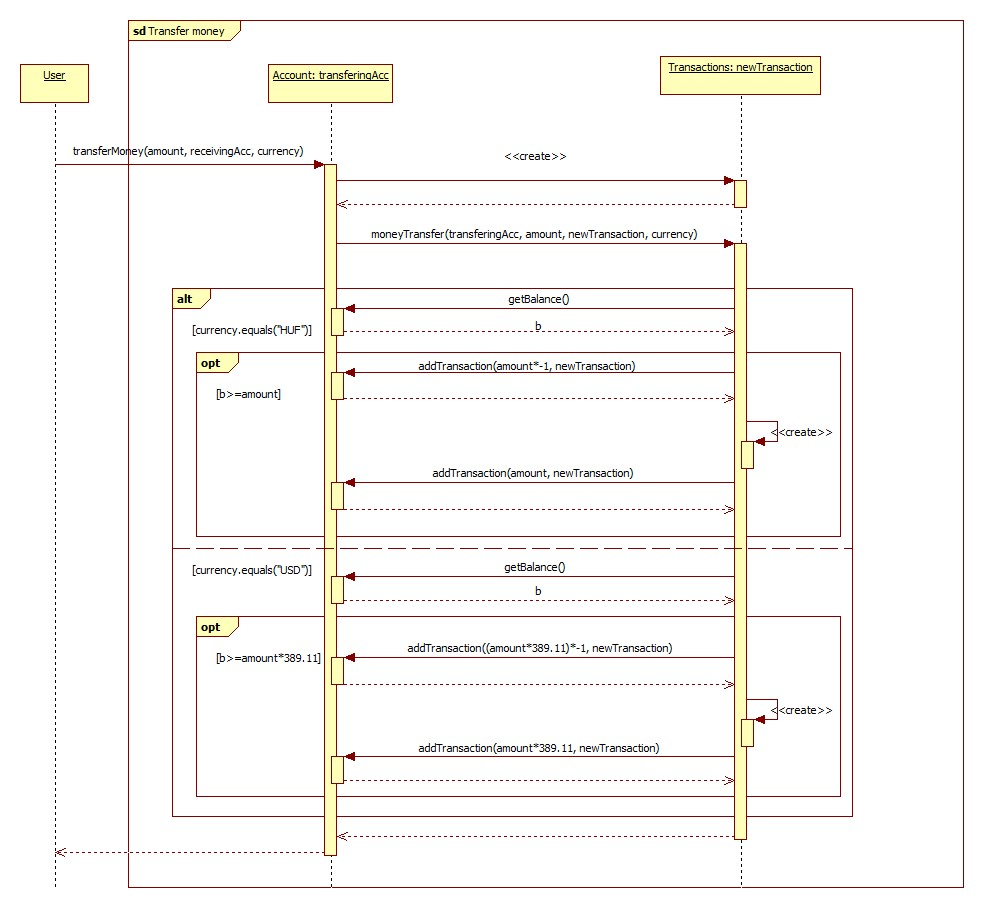 sd Transfer money
User
Account: transferingAcc
Transactions: newTransaction
transferMoney(amount, receivingAcc, currency)
<<create>>
moneyTransfer(transferingAcc, amount, newTransaction, currency)
alt
getBalance()
[currency.equals("HUF")]
b
opt
addTransaction(amount*-1, newTransaction)
[b>=amount]
<<create>>
addTransaction(amount, newTransaction)
[currency.equals("USD")]
getBalance()
b
opt
addTransaction((amount*389.11)*-1, newTransaction)
[b>=amount*389.11]
<<create>>
addTransaction(amount*389.11, newTransaction)